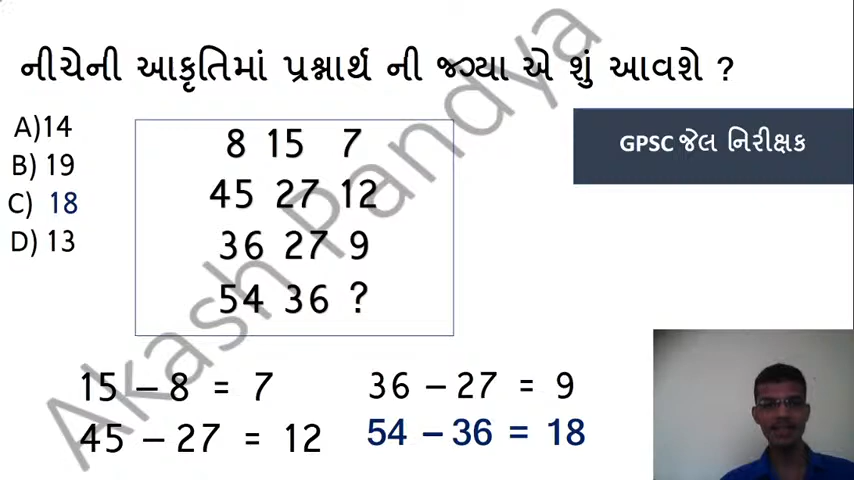 નીચેની આકૃતિમાં પ્રશ્નાર્થ ની જગ્યા એ શું આવશે ?
A)14
B) 19
C) 18
D) 13
8 15 7
45 27 12
36 27 9
54 36 ?
GPSC જેલ નિરીક્ષક
15 – 8 = 7
45 – 27 = 12
36 – 27 = 9
54 – 36 = 18
Akash Pandya